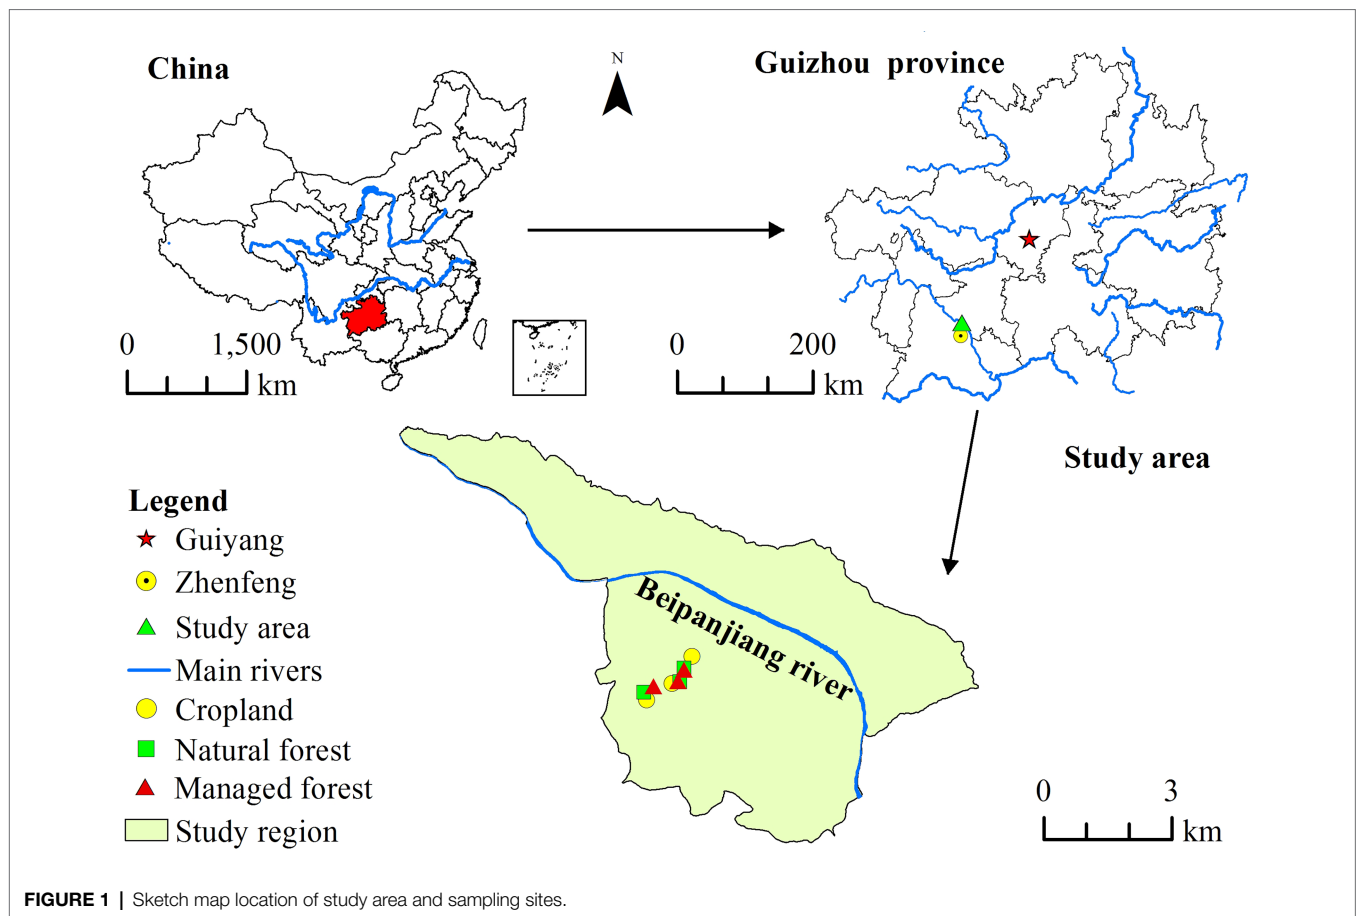 China
N
Guizhou province
0 1,500
km
0 200
km
Study area
Legend
Guiyang
Zhenfeng
Study area
Main rivers
Cropland
Natural forest
Managed forest
Study region
Beipanjiang river
0 3
km
FIGURE 1 | Sketch map location of study area and sampling sites.